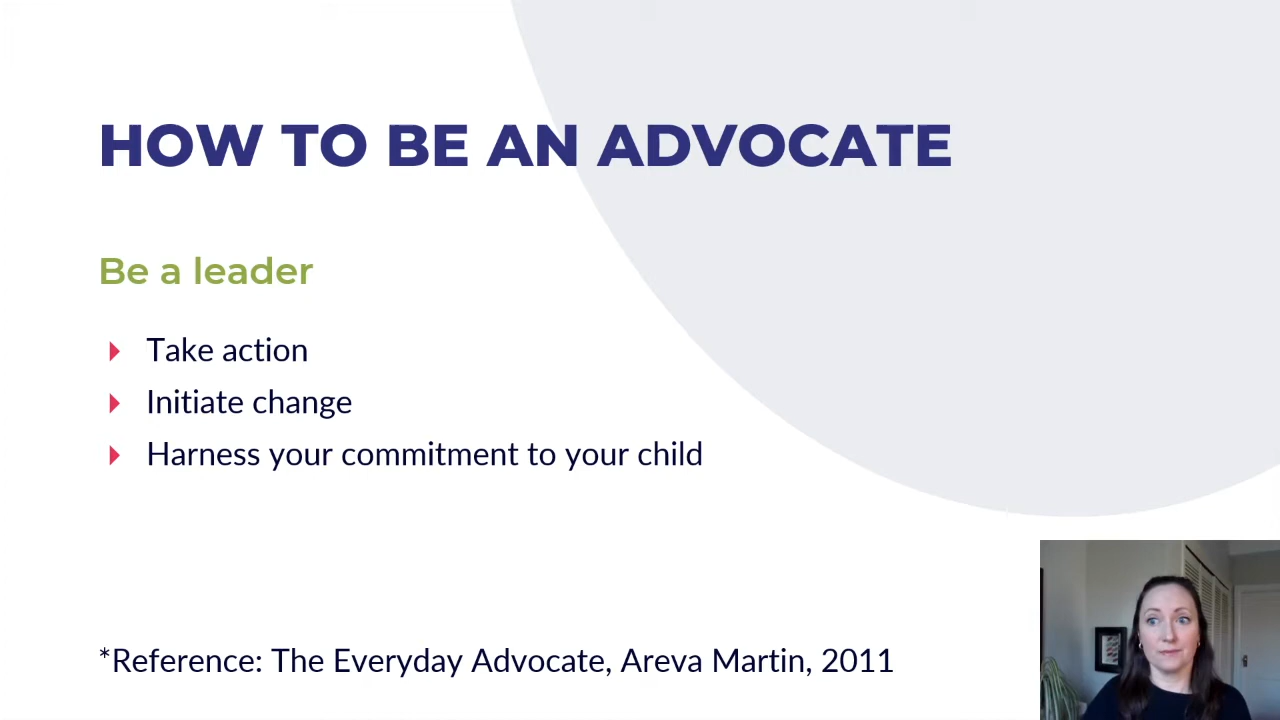 HOW TO BE AN ADVOCATE
Be a leader
Take action
Initiate change
Harness your commitment to your child
*Reference: The Everyday Advocate, Areva Martin, 2011